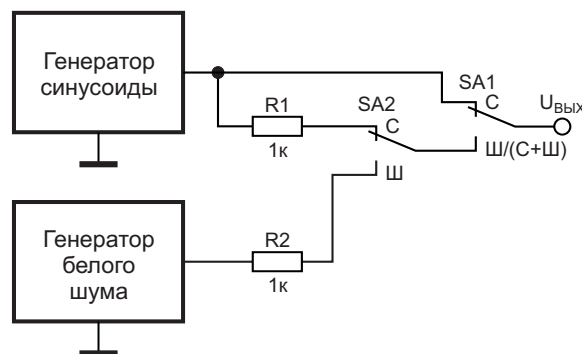 Генератор
синусоиды
R1
1к
SA2
С
Ш
SA1
С
Ш/(С+Ш)
UВЫХ
Генератор
белого
шума
R2
1к